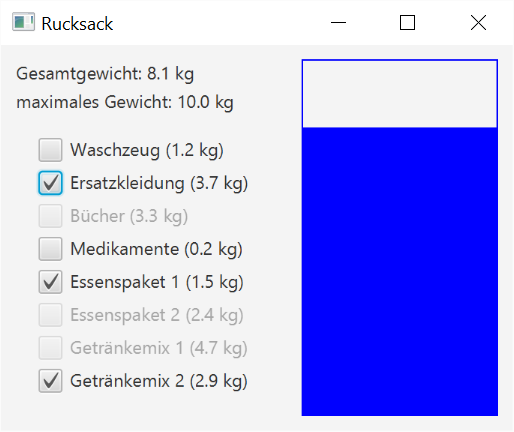 Rucksack
Gesamtgewicht: 8.1 kg
maximales Gewicht: 10.0 kg
Waschzeug (1.2 kg)
Ersatzkleidung (3.7 kg)
Bücher (3.3 kg)
Medikamente (0.2 kg)
Essenspaket 1 (1.5 kg)
Essenspaket 2 (2.4 kg)
Getränkemix 1 (4.7 kg)
Getränkemix 2 (2.9 kg)